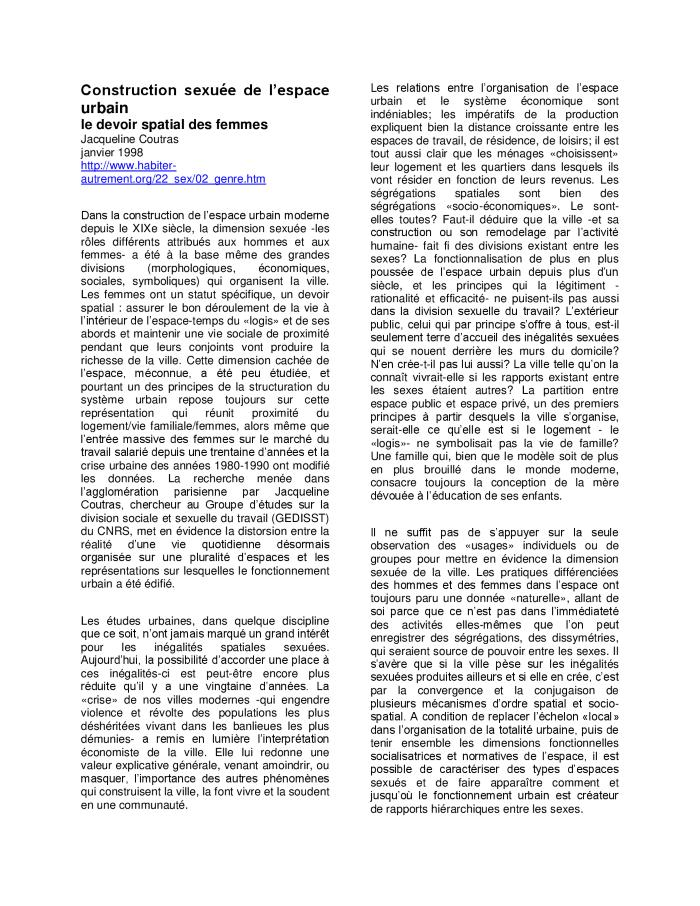 Construction sexuée de l'espace
urbain
le devoir spatial des femmes
Jacqueline Coutras
janvier 1998
http://www.habiter-
autrement.org/22_sex/02_genre.htm
Dans la construction de l'espace urbain moderne
depuis le XIXe siècle, la dimension sexuée -les
rôles différents attribués aux hommes et aux
femmes- a été à la base même des grandes
divisions (morphologiques, économiques,
sociales, symboliques) qui organisent la ville.
Les femmes ont un statut spécifique, un devoir
spatial : assurer le bon déroulement de la vie à
l'intérieur de l'espace-temps du «logis» et de ses
abords et maintenir une vie sociale de proximité
pendant que leurs conjoints vont produire la
richesse de la ville. Cette dimension cachée de
l'espace, méconnue, a été peu étudiée, et
pourtant un des principes de la structuration du
système urbain repose toujours sur cette
représentation qui réunit proximité du
logement/vie familiale/femmes, alors même que
l'entrée massive des femmes sur le marché du
travail salarié depuis une trentaine d'années et la
crise urbaine des années 1980-1990 ont modifié
les données. La recherche menée dans
l'agglomération parisienne par Jacqueline
Coutras, chercheur au Groupe d'études sur la
division sociale et sexuelle du travail (GEDISST)
du CNRS, met en évidence la distorsion entre la
réalité d'une vie quotidienne désormais
organisée sur une pluralité d'espaces et les
représentations sur lesquelles le fonctionnement
urbain a été édifié.
Les études urbaines, dans quelque discipline
que ce soit, n'ont jamais marqué un grand intérêt
pour les inégalités spatiales sexuées.
Aujourd'hui, la possibilité d'accorder une place à
ces inégalités-ci est peut-être encore plus
réduite qu'il y a une vingtaine d'années. La
«crise» de nos villes modernes -qui engendre
violence et révolte des populations les plus
déshéritées vivant dans les banlieues les plus
démunies- a remis en lumière l'interprétation
économiste de la ville. Elle lui redonne une
valeur explicative générale, venant amoindrir, ou
masquer, l'importance des autres phénomènes
qui construisent la ville, la font vivre et la soudent
en une communauté.
Les relations entre l'organisation de l'espace
urbain et le système économique sont
indéniables; les impératifs de la production
expliquent bien la distance croissante entre les
espaces de travail, de résidence, de loisirs; il est
tout aussi clair que les ménages «choisissent»
leur logement et les quartiers dans lesquels ils
vont résider en fonction de leurs revenus. Les
ségrégations spatiales sont bien des
ségrégations «socio-économiques». Le sont-
elles toutes? Faut-il déduire que la ville -et sa
construction ou son remodelage par l'activité
humaine- fait fi des divisions existant entre les
sexes? La fonctionnalisation de plus en plus
poussée de l'espace urbain depuis plus d'un
siècle, et les principes qui la légitiment -
rationalité et efficacité- ne puisent-ils pas aussi
dans la division sexuelle du travail? L'extérieur
public, celui qui par principe s'offre à tous, est-il
seulement terre d'accueil des inégalités sexuées
qui se nouent derrière les murs du domicile?
N'en crée-t-il pas lui aussi? La ville telle qu'on la
connaît vivrait-elle si les rapports existant entre
les sexes étaient autres? La partition entre
espace public et espace privé, un des premiers
principes à partir desquels la ville s'organise,
serait-elle ce qu'elle est si le logement - le
«logis»- ne symbolisait pas la vie de famille?
Une famille qui, bien que le modèle soit de plus
en plus brouillé dans le monde moderne,
consacre toujours la conception de la mère
dévouée à l'éducation de ses enfants.
Il ne suffit pas de s'appuyer sur la seule
observation des «usages» individuels ou de
groupes pour mettre en évidence la dimension
sexuée de la ville. Les pratiques différenciées
des hommes et des femmes dans l'espace ont
toujours paru une donnée «naturelle», allant de
soi parce que ce n'est pas dans l'immédiateté
des activités elles-mêmes que l'on peut
enregistrer des ségrégations, des dissymétries,
qui seraient source de pouvoir entre les sexes. Il
s'avère que si la ville pèse sur les inégalités
sexuées produites ailleurs et si elle en crée, c'est
par la convergence et la conjugaison de
plusieurs mécanismes d'ordre spatial et socio-
spatial. A condition de replacer l'échelon «local»
dans l'organisation de la totalité urbaine, puis de
tenir ensemble les dimensions fonctionnelles
socialisatrices et normatives de l'espace, il est
possible de caractériser des types d'espaces
sexués et de faire apparaître comment et
jusqu'où le fonctionnement urbain est créateur
de rapports hiérarchiques entre les sexes.